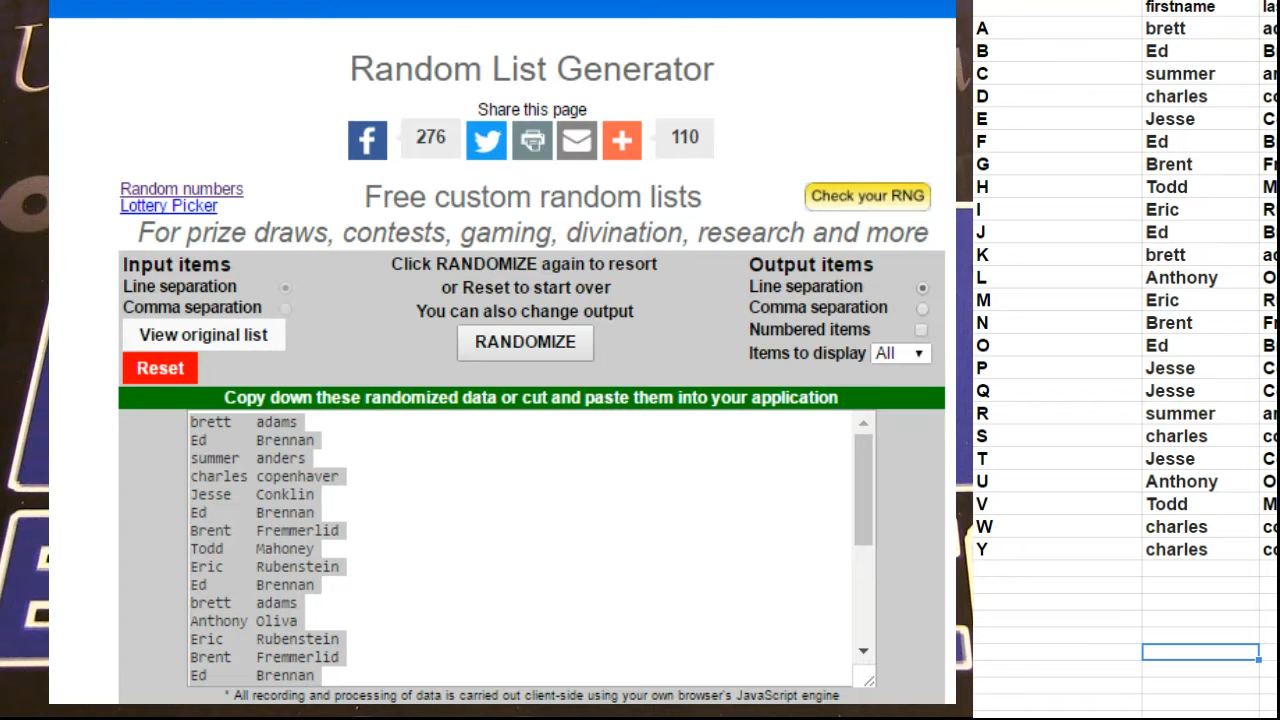 Random List Generator
Share this page
276
110
Random numbers
Lottery Picker
Free custom random lists
Check your RNG
For prize draws, contests, gaming, divination, research and more
Input items
Line separation
Comma separation
View original list
Reset
Click RANDOMIZE again to resort
or Reset to start over
You can also change output
RANDOMIZE
Output items
Line separation
Comma separation
Numbered items
Items to display All
Copy down these randomized data or cut and paste them into your application
brett adams
Ed Brennan
summer anders
charles copenhaver
Jesse Conklin
Ed Brennan
Brent Fremmerlid
Todd Mahoney
Eric Rubenstein
Ed Brennan
brett adams
Anthony Oliva
Eric Rubenstein
Brent Fremmerlid
Ed Brennan
* All recording and processing of data is carried out client-side using your own browser's JavaScript engine
firstname
A brett
B Ed
C summer
D charles
E Jesse
F Ed
G Brent
H Todd
I Eric
J Ed
K brett
L Anthony
M Eric
N Brent
O Ed
P Jesse
Q Jesse
R summer
S charles
T Jesse
U Anthony
V Todd
W charles
Y charles